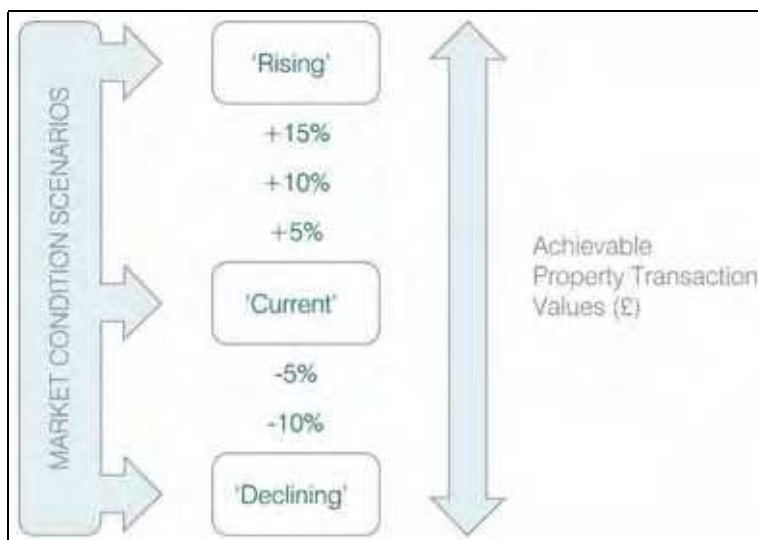 MARKET CONDITION SCENARIOS
'Rising'
+15%
+10%
+5%
'Current'
-5%
-10%
'Declining'
Achievable
Property Transaction
Values (£)